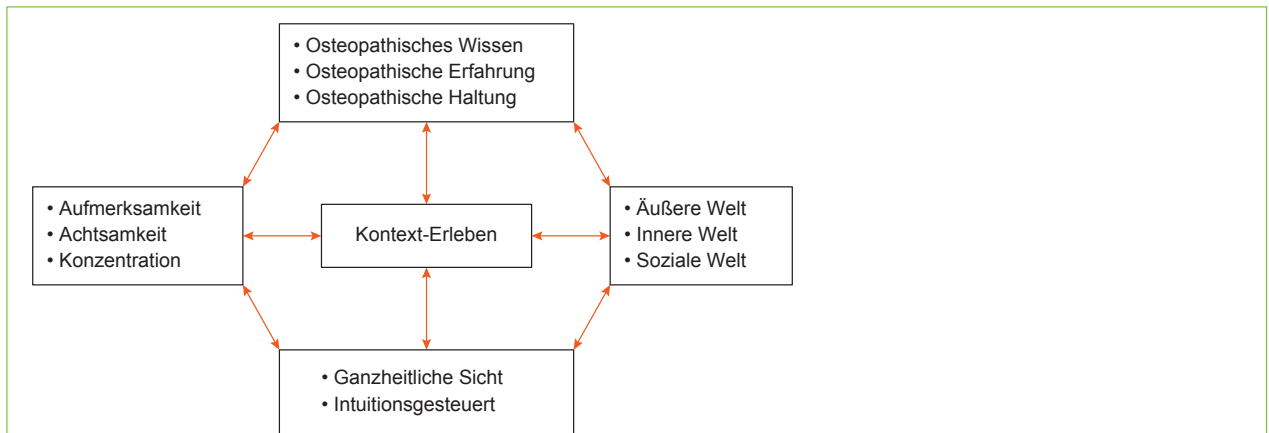 • Osteopathisches Wissen
• Osteopathische Erfahrung
• Osteopathische Haltung
• Aufmerksamkeit
• Achtsamkeit
• Konzentration
Kontext-Erleben
• Äußere Welt
• Innere Welt
• Soziale Welt
• Ganzheitliche Sicht
• Intuitionsgesteuert